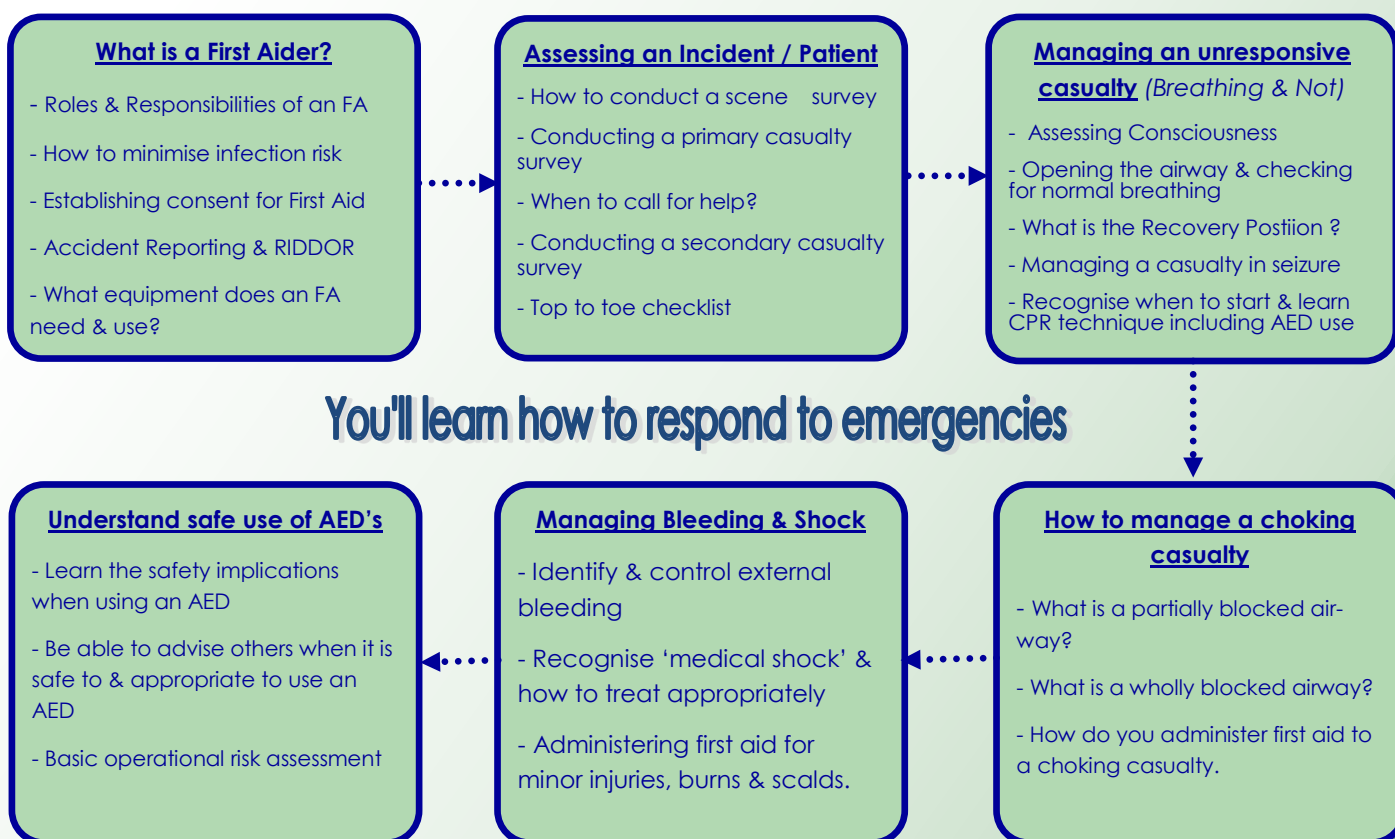 What is a First Aider?
- Roles & Responsibilities of an FA
- How to minimise infection risk
- Establishing consent for First Aid
- Accident Reporting & RIDDOR
- What equipment does an FA
need & use?
Assessing an Incident / Patient
- How to conduct a scene survey
- Conducting a primary casualty
survey
- When to call for help?
- Conducting a secondary casualty
survey
- Top to toe checklist
Managing an unresponsive
casualty (Breathing & Not)
- Assessing Consciousness
- Opening the airway & checking
for normal breathing
- What is the Recovery Postiion ?
- Managing a casualty in seizure
- Recognise when to start & learn
CPR technique including AED use
You'll learn how to respond to emergencies
How to manage a choking
casualty
- What is a partially blocked air-
way?
- What is a wholly blocked airway?
- How do you administer first aid to
a choking casualty.
Managing Bleeding & Shock
- Identify & control external
bleeding
- Recognise ‘medical shock’ &
how to treat appropriately
- Administering first aid for
minor injuries, burns & scalds.
Understand safe use of AED’s
- Learn the safety implications
when using an AED
- Be able to advise others when it is
safe to & appropriate to use an
AED
- Basic operational risk assessment